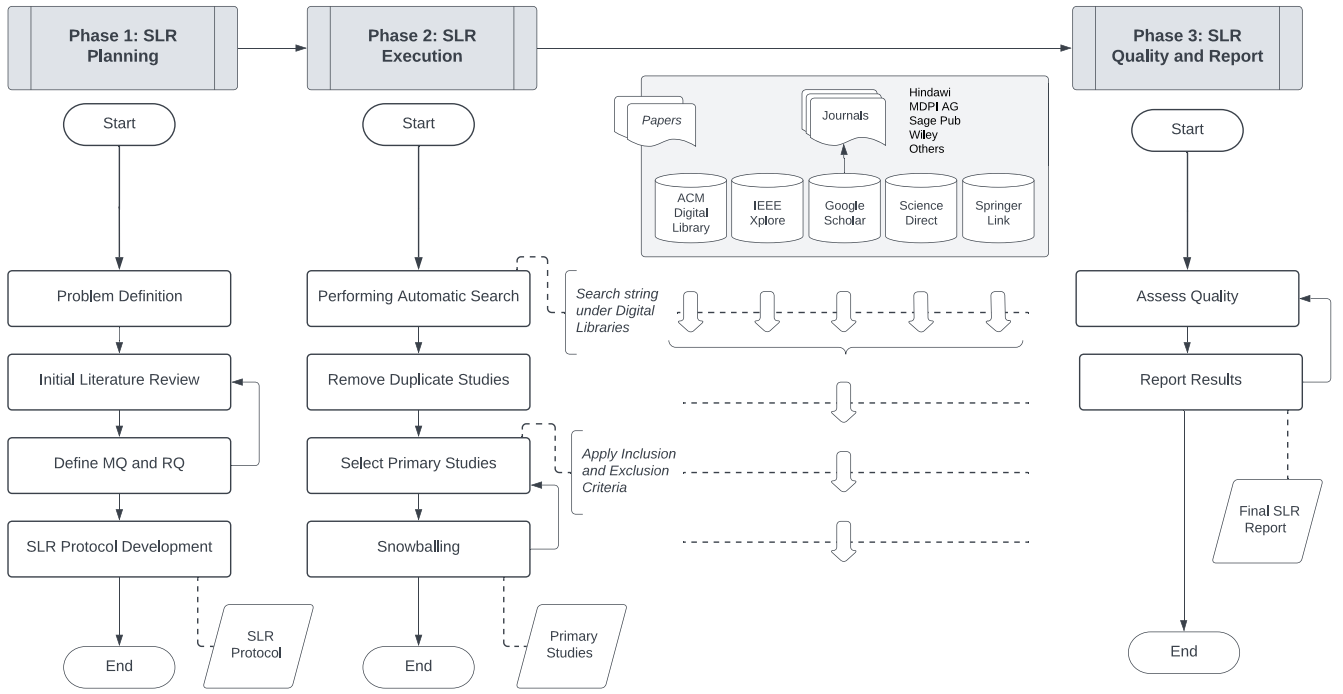 Phase 1: SLR
Planning
Phase 2: SLR
Execution
Phase 3: SLR
Quality and Report
Start
Problem Definition
Initial Literature Review
Define MQ and RQ
SLR Protocol Development
SLR
Protocol
End
Start
Performing Automatic Search
Search string
under Digital
Libraries
Remove Duplicate Studies
Select Primary Studies
Apply Inclusion
and Exclusion
Criteria
Snowballing
Primary
Studies
End
Papers
Journals
Hindawi
MDPI AG
Sage Pub
Wiley
Others
ACM
Digital
Library
IEEE
Xplore
Google
Scholar
Science
Direct
Springer
Link
Start
Assess Quality
Report Results
Final SLR
Report
End